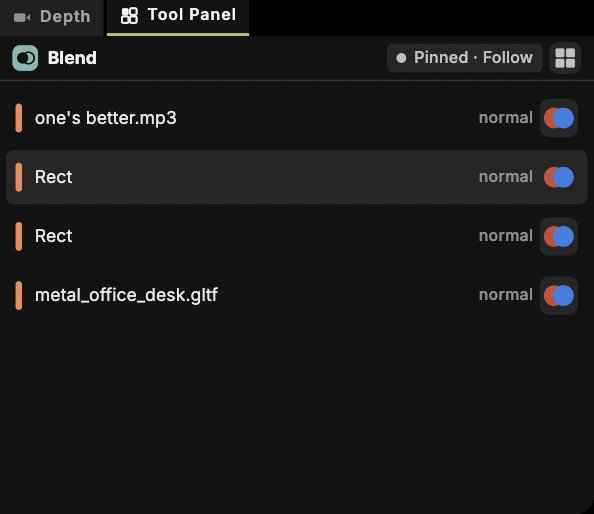 Depth
Tool Panel
Blend
Pinned · Follow
one's better.mp3
normal
Rect
normal
Rect
normal
metal_office_desk.gltf
normal